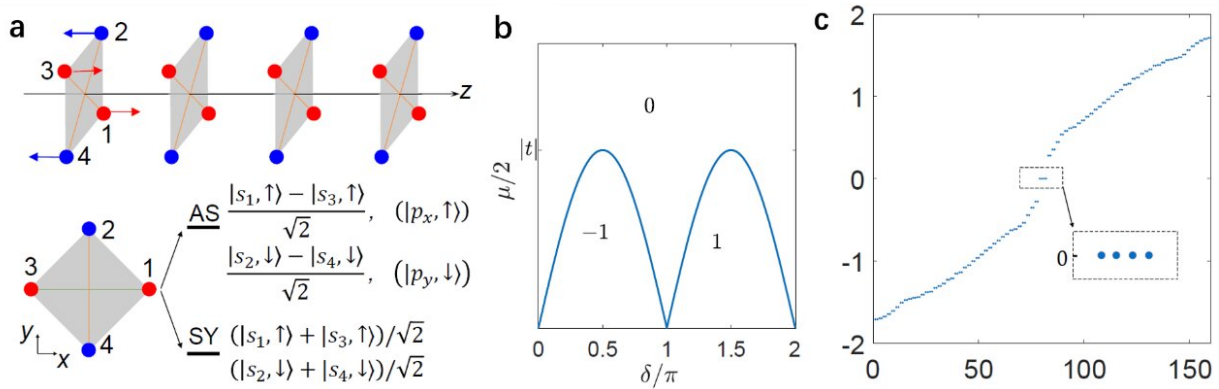 a
2
3
1
4
z
2
3
1
4
y
x
AS
(|s₁,↑⟩ − |s₃,↑⟩)/√2, (|pₓ,↑⟩)
(|s₂,↓⟩ − |s₄,↓⟩)/√2, (|p_y,↓⟩)
SY (|s₁,↑⟩ + |s₃,↑⟩)/√2
(|s₂,↓⟩ + |s₄,↓⟩)/√2
b
0
|t|
μ/2
−1
1
0 0.5 1 1.5 2
δ/π
c
2
1
0
-1
-2
0
0 50 100 150